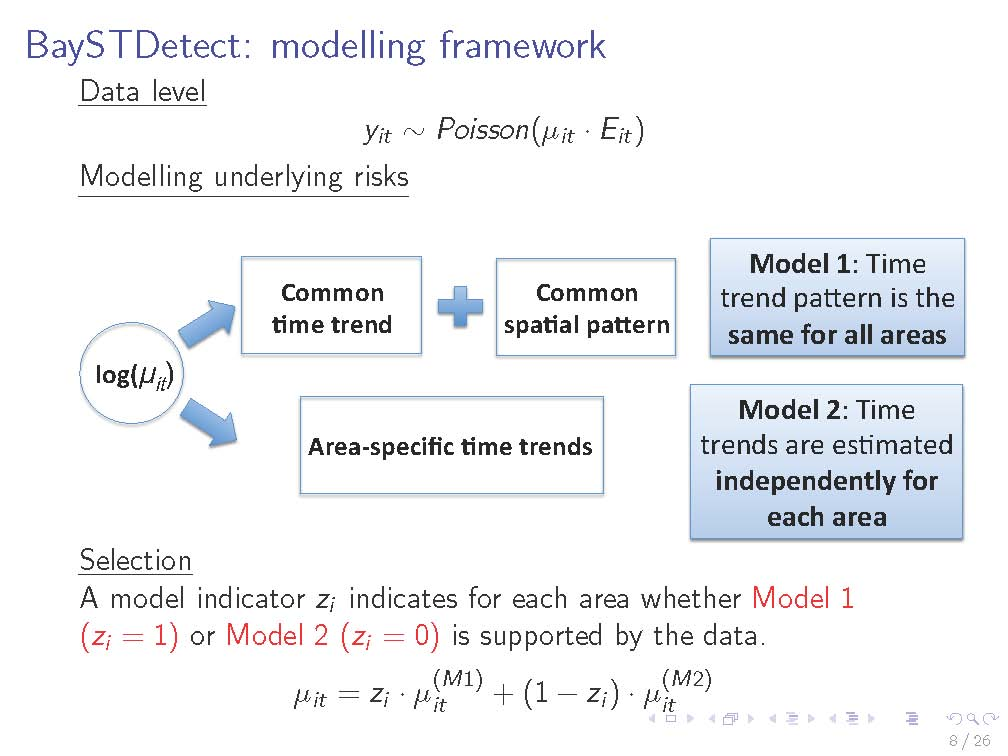 BaySTDetect: modelling framework
Data level
y_it ∼ Poisson(μ_it · E_it)
Modelling underlying risks
log(μ_it)
Common
time trend
Common
spatial pattern
Model 1: Time
trend pattern is the
same for all areas
Area-specific time trends
Model 2: Time
trends are estimated
independently for
each area
Selection
A model indicator z_i indicates for each area whether Model 1
(z_i = 1) or Model 2 (z_i = 0) is supported by the data.
μ_it = z_i · μ_it^(M1) + (1 − z_i) · μ_it^(M2)
8 / 26